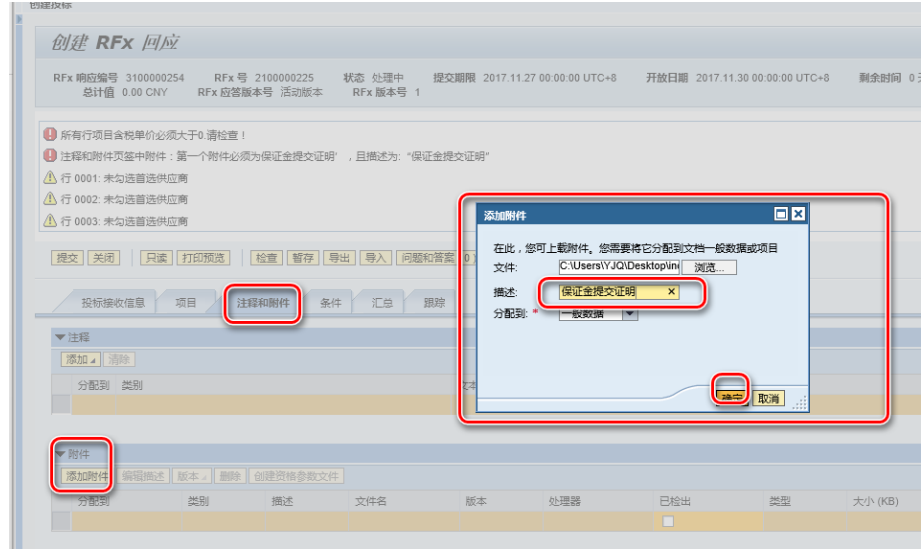 创建投标
创建 RFx 回应
RFx 响应编号 3100000254 RFx 号 2100000225 状态 处理中 提交期限 2017.11.27 00:00:00 UTC+8 开放日期 2017.11.30 00:00:00 UTC+8 剩余时间 0
总计值 0.00 CNY RFx 应答版本号 活动版本 RFx 版本号 1
所有行项目含税单价必须大于0.请检查！
注释和附件页签中附件：第一个附件必须为保证金提交证明' ，且描述为: “保证金提交证明”
行 0001: 未勾选首选供应商
行 0002: 未勾选首选供应商
行 0003: 未勾选首选供应商
提交 关闭 只读 打印预览 检查 暂存 导出 导入 问题和答案( 0 )
投标接收信息 项目 注释和附件 条件 汇总 跟踪
注释
添加 清除
分配到 类别
添加附件
在此，您可上载附件。您需要将它分配到文档一般数据或项目
文件: C:\Users\YJQ\Desktop\in 浏览...
描述: 保证金提交证明
分配到: * 一般数据
确定 取消
附件
添加附件 编辑描述 版本 删除 创建资格参数文件
分配到 类别 描述 文件名 版本 处理器 已检出 类型 大小 (KB)